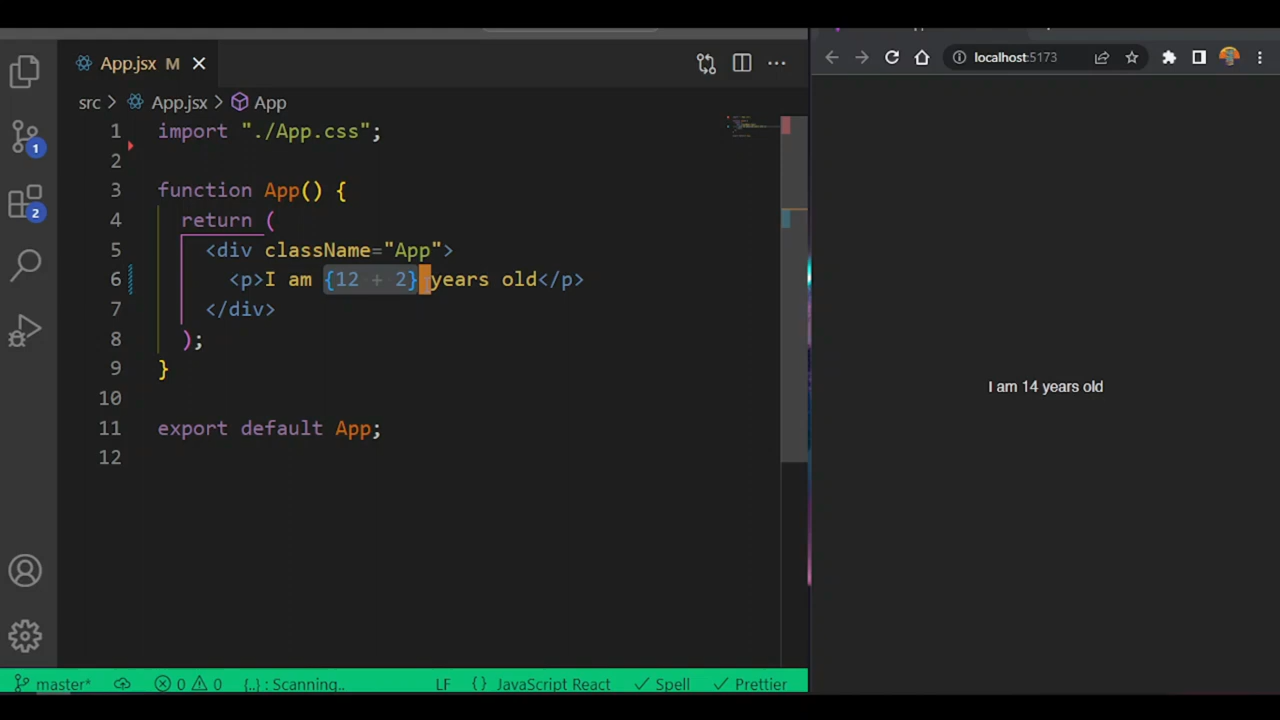 App.jsx M
src > App.jsx > App
1 import "./App.css";
2
3 function App() {
4 return (
5 <div className="App">
6 <p>I am {12 + 2} years old</p>
7 </div>
8 );
9 }
10
11 export default App;
12
1
2
master* 0 0 {..} : Scanning.. LF {} JavaScript React Spell Prettier
localhost:5173
I am 14 years old